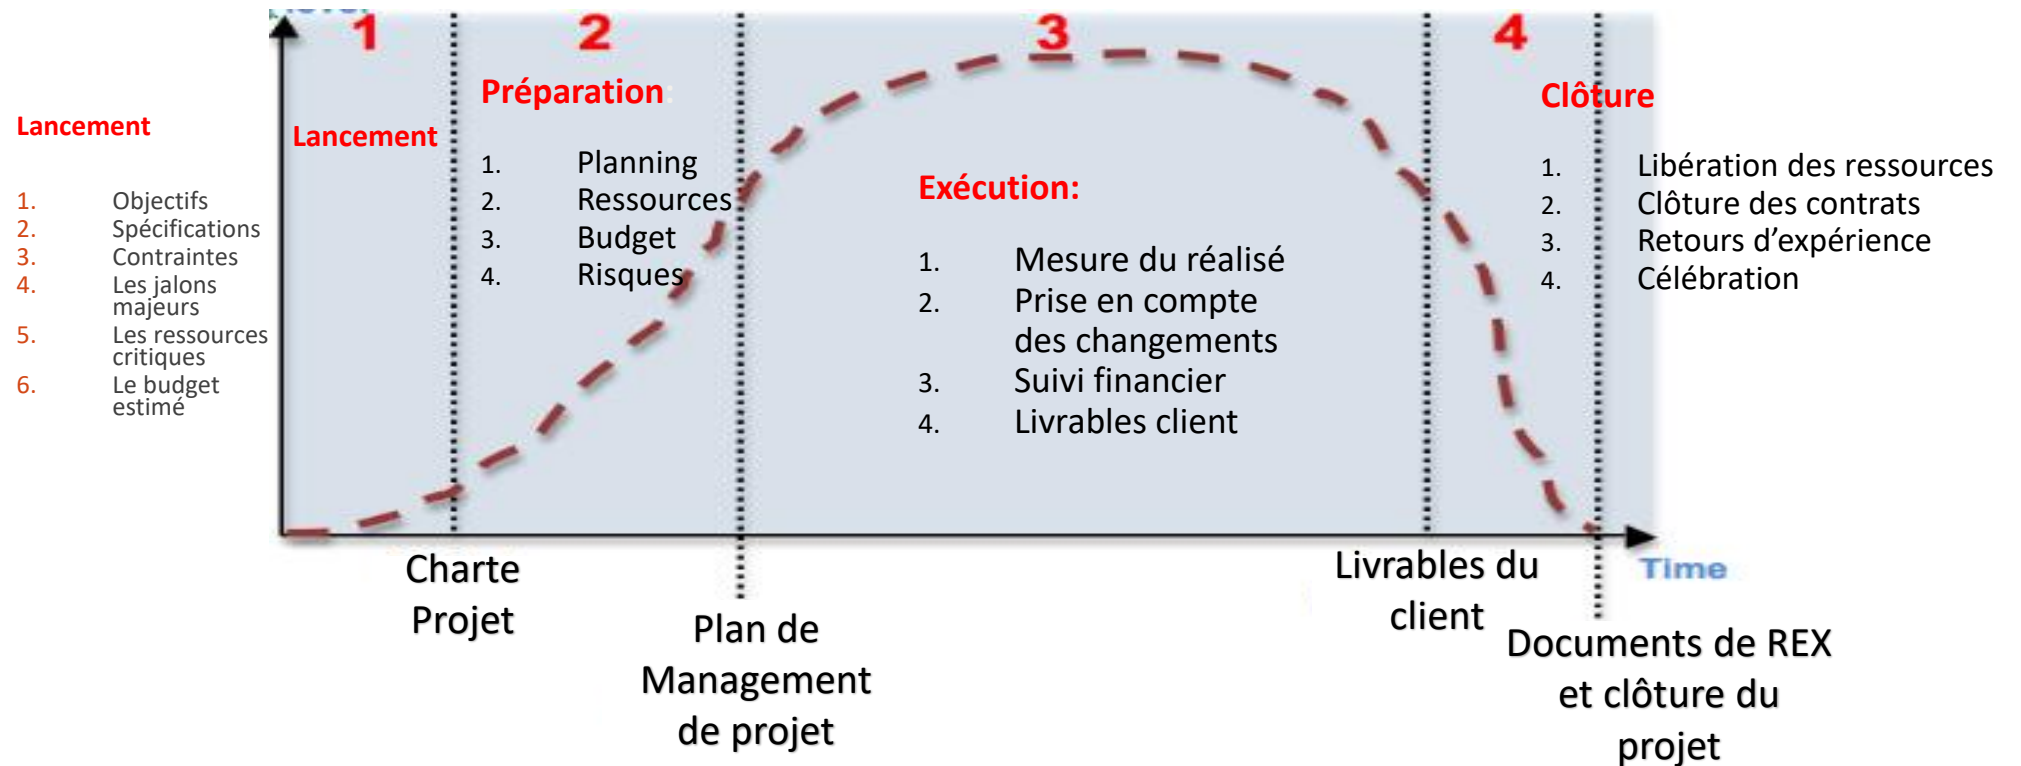 1
2
3
4
Lancement
1. Objectifs
2. Spécifications
3. Contraintes
4. Les jalons
majeurs
5. Les ressources
critiques
6. Le budget
estimé
Lancement
Préparation
1. Planning
2. Ressources
3. Budget
4. Risques
Exécution:
1. Mesure du réalisé
2. Prise en compte
des changements
3. Suivi financier
4. Livrables client
Clôture
1. Libération des ressources
2. Clôture des contrats
3. Retours d’expérience
4. Célébration
Time
Charte
Projet
Plan de
Management
de projet
Livrables du
client
Documents de REX
et clôture du
projet